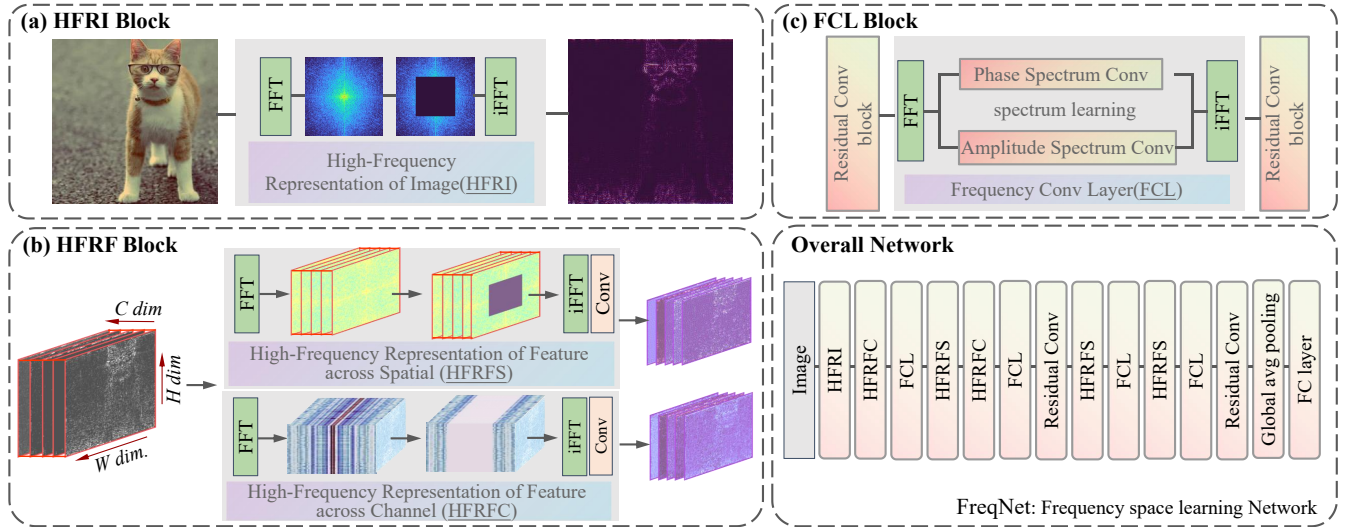 (a) HFRI Block
FFT
iFFT
High-Frequency
Representation of Image(HFRI)
(c) FCL Block
Residual Conv
block
FFT
Phase Spectrum Conv
spectrum learning
Amplitude Spectrum Conv
iFFT
Residual Conv
block
Frequency Conv Layer(FCL)
(b) HFRF Block
C dim
H dim
W dim.
FFT
iFFT
Conv
High-Frequency Representation of Feature
across Spatial (HFRFS)
FFT
iFFT
Conv
High-Frequency Representation of Feature
across Channel (HFRFC)
Overall Network
Image
HFRI
HFRFC
FCL
HFRFS
HFRFC
FCL
Residual Conv
HFRFS
FCL
HFRFS
FCL
Residual Conv
Global avg pooling
FC layer
FreqNet: Frequency space learning Network